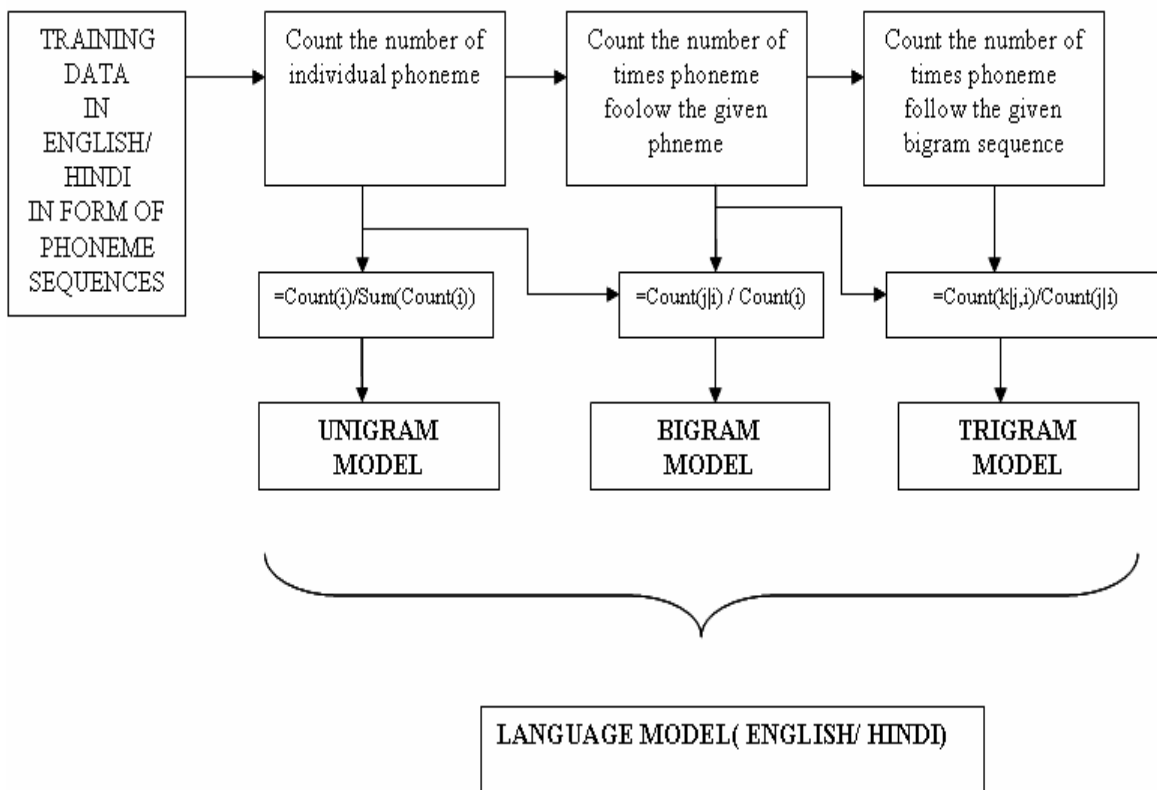 TRAINING
DATA
IN
ENGLISH/
HINDI
IN FORM OF
PHONEME
SEQUENCES
Count the number of
individual phoneme
Count the number of
times phoneme
foolow the given
phneme
Count the number of
times phoneme
follow the given
bigram sequence
=Count(i)/Sum(Count(i))
=Count(j|i) / Count(i)
=Count(k|j,i)/Count(j|i)
UNIGRAM
MODEL
BIGRAM
MODEL
TRIGRAM
MODEL
LANGUAGE MODEL( ENGLISH/ HINDI)